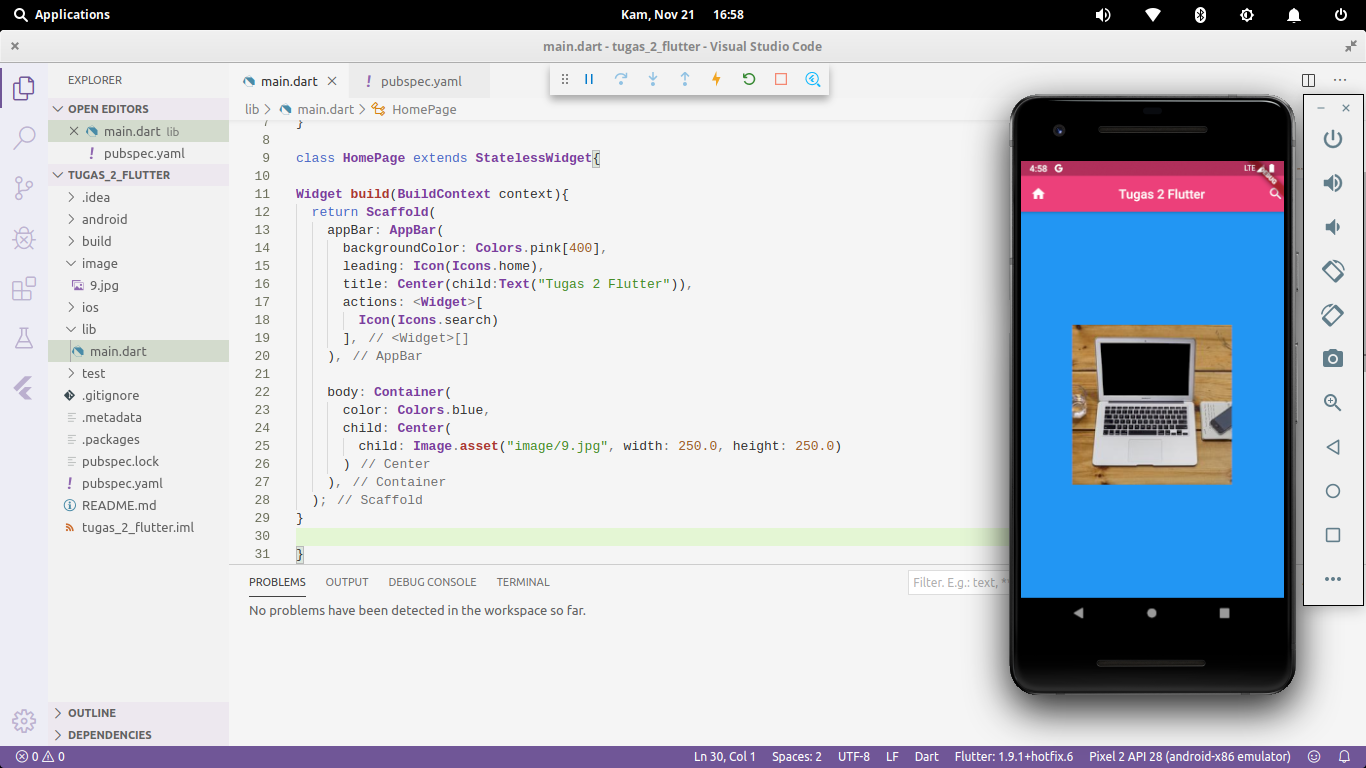 Applications
Kam, Nov 21 16:58
main.dart - tugas_2_flutter - Visual Studio Code
EXPLORER
OPEN EDITORS
main.dart lib
pubspec.yaml
TUGAS_2_FLUTTER
.idea
android
build
image
9.jpg
ios
lib
main.dart
test
.gitignore
.metadata
.packages
pubspec.lock
pubspec.yaml
README.md
tugas_2_flutter.iml
OUTLINE
DEPENDENCIES
main.dart
pubspec.yaml
lib > main.dart > HomePage
7 }
8
9 class HomePage extends StatelessWidget{
10
11 Widget build(BuildContext context){
12 return Scaffold(
13 appBar: AppBar(
14 backgroundColor: Colors.pink[400],
15 leading: Icon(Icons.home),
16 title: Center(child:Text("Tugas 2 Flutter")),
17 actions: <Widget>[
18 Icon(Icons.search)
19 ], // <Widget>[]
20 ), // AppBar
21
22 body: Container(
23 color: Colors.blue,
24 child: Center(
25 child: Image.asset("image/9.jpg", width: 250.0, height: 250.0)
26 ) // Center
27 ), // Container
28 ); // Scaffold
29 }
30
31 }
PROBLEMS OUTPUT DEBUG CONSOLE TERMINAL
Filter. E.g.: text,
No problems have been detected in the workspace so far.
4:58 G LTE
Tugas 2 Flutter
0 0
Ln 30, Col 1 Spaces: 2 UTF-8 LF Dart Flutter: 1.9.1+hotfix.6 Pixel 2 API 28 (android-x86 emulator)